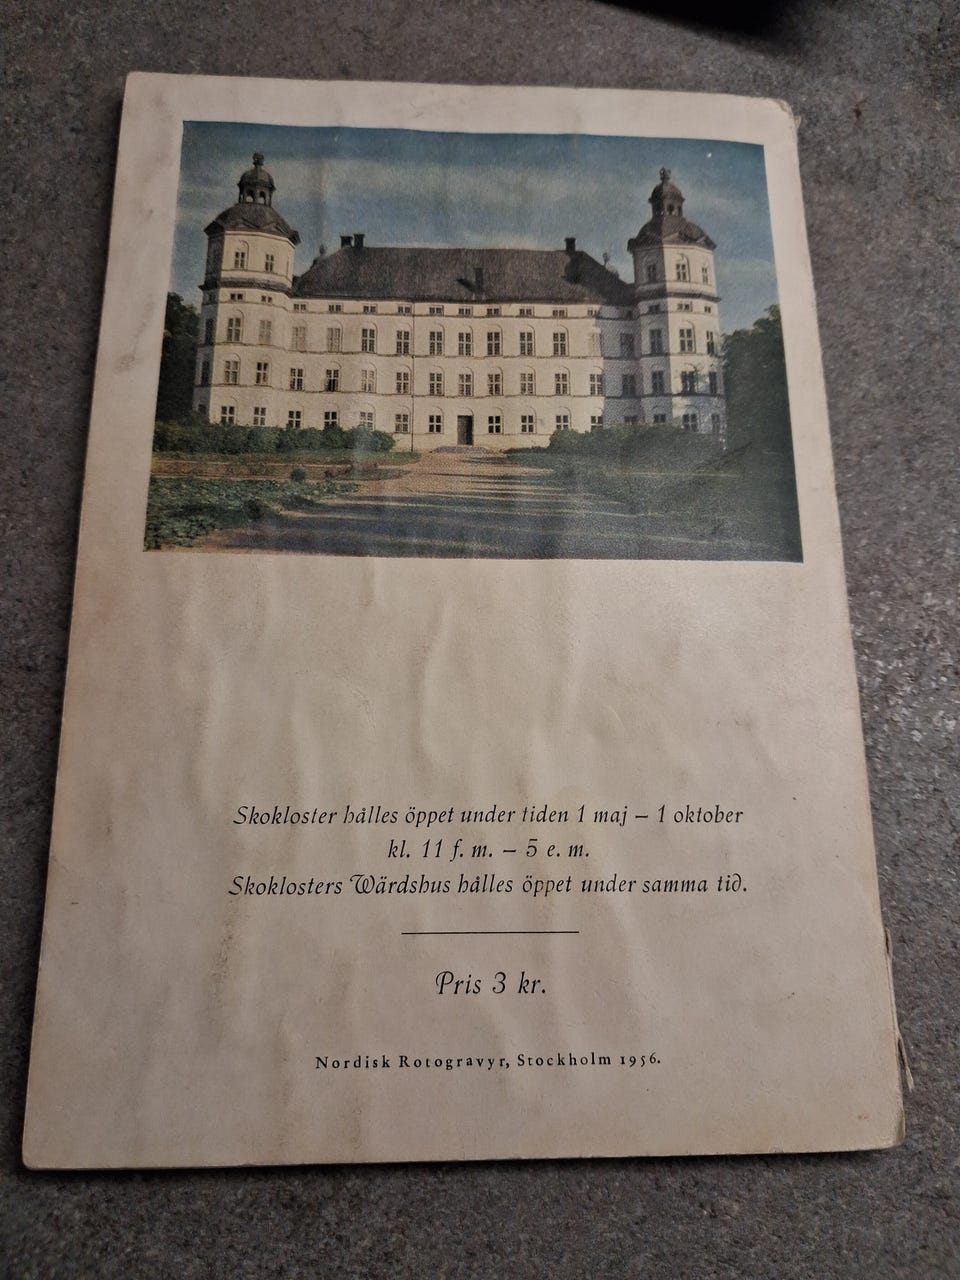 Skokloster hålles öppet under tiden 1 maj – 1 oktober
kl. 11 f. m. – 5 e. m.
Skoklosters Wärdshus hålles öppet under samma tid.
Pris 3 kr.
Nordisk Rotogravyr, Stockholm 1956.